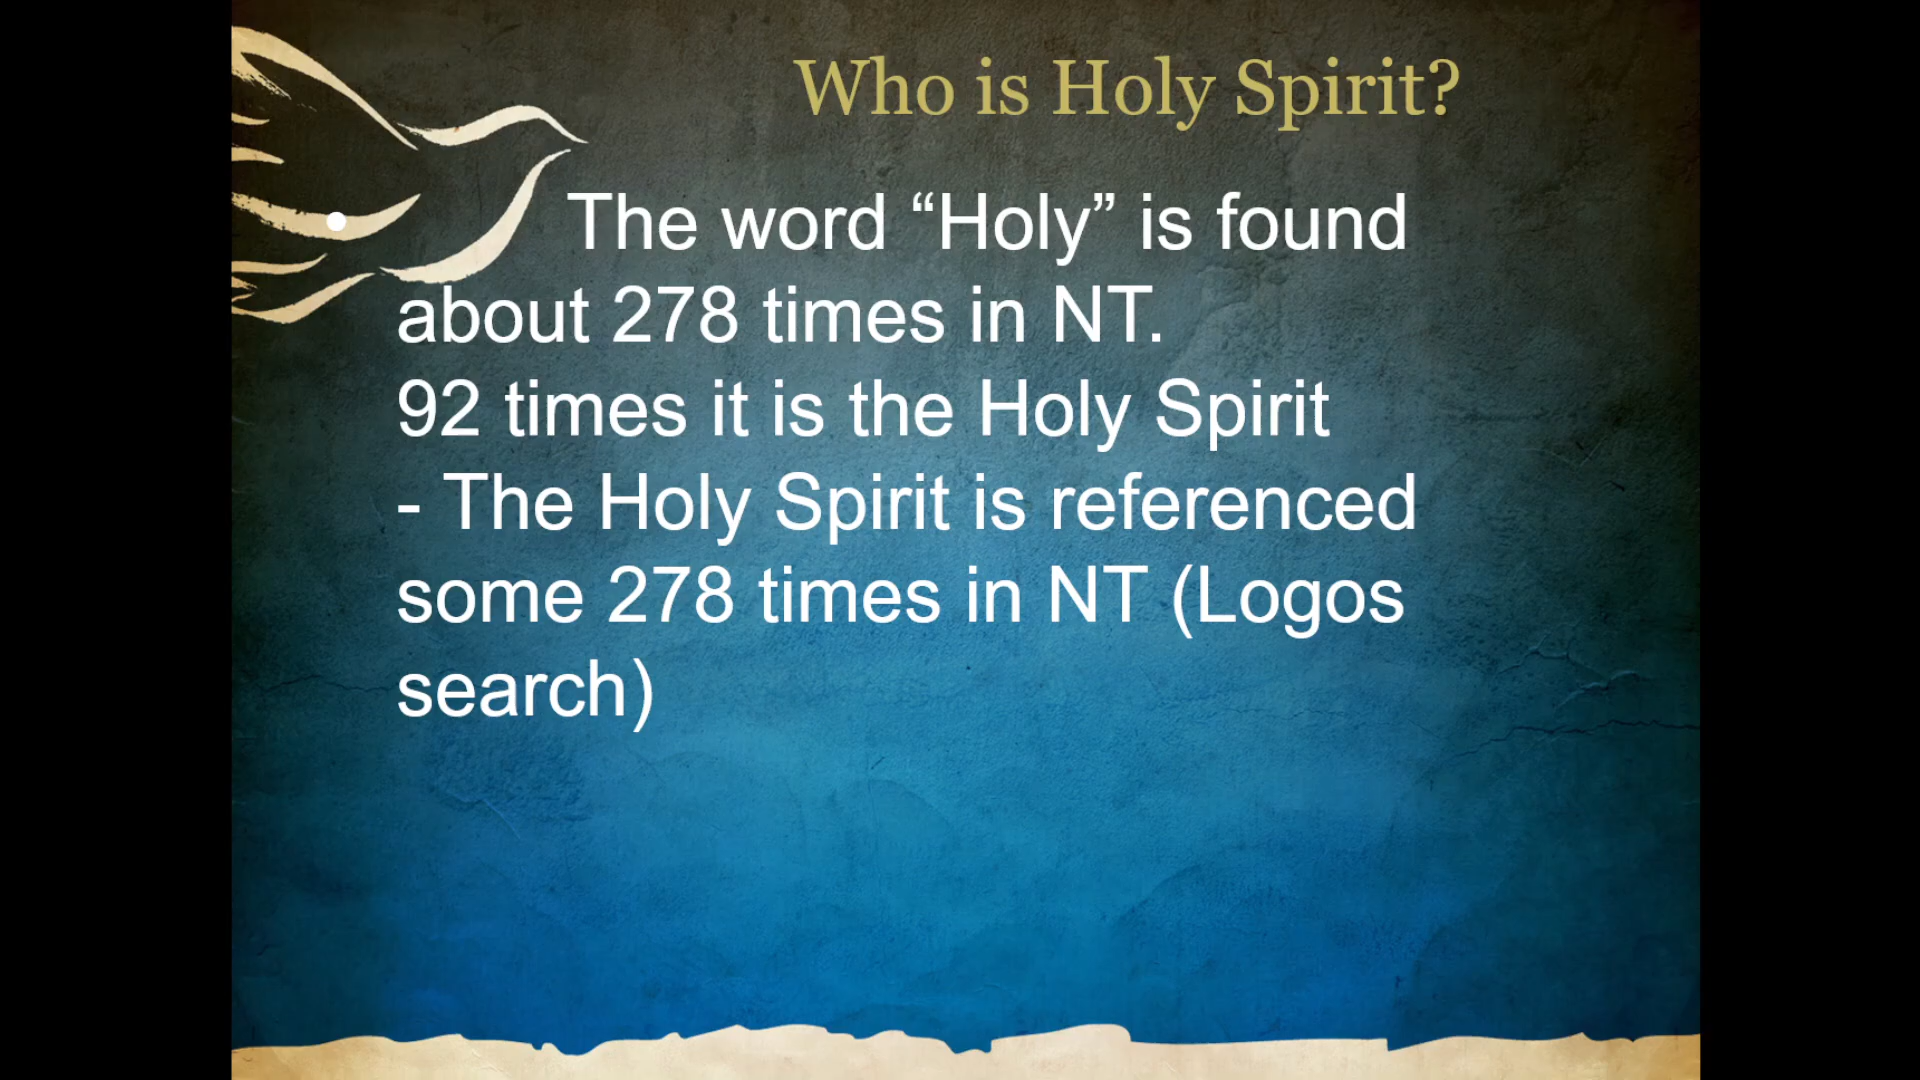 Who is Holy Spirit?
• The word “Holy” is found
about 278 times in NT.
92 times it is the Holy Spirit
- The Holy Spirit is referenced
some 278 times in NT (Logos
search)